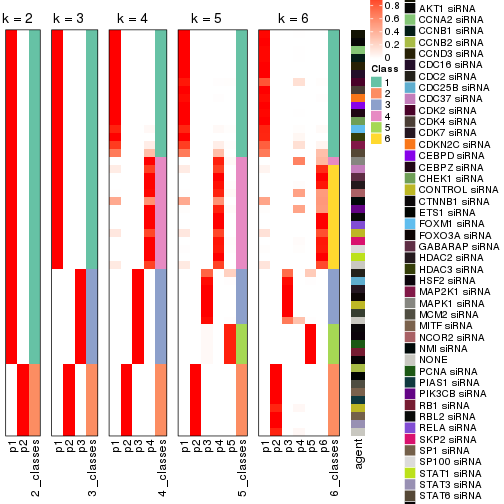 k = 2 k = 3 k = 4 k = 5 k = 6
p1 p2 2_classes
p1 p2 p3 3_classes
p1 p2 p3 p4 4_classes
p1 p2 p3 p4 p5 5_classes
p1 p2 p3 p4 p5 p6 6_classes
agent
0.8
0.6
0.4
0.2
0
Class
1
2
3
4
5
6
AKT1 siRNA
CCNA2 siRNA
CCNB1 siRNA
CCNB2 siRNA
CCND3 siRNA
CDC16 siRNA
CDC2 siRNA
CDC25B siRNA
CDC37 siRNA
CDK2 siRNA
CDK4 siRNA
CDK7 siRNA
CDKN2C siRNA
CEBPD siRNA
CEBPZ siRNA
CHEK1 siRNA
CONTROL siRNA
CTNNB1 siRNA
ETS1 siRNA
FOXM1 siRNA
FOXO3A siRNA
GABARAP siRNA
HDAC2 siRNA
HDAC3 siRNA
HSF2 siRNA
MAP2K1 siRNA
MAPK1 siRNA
MCM2 siRNA
MITF siRNA
NCOR2 siRNA
NMI siRNA
NONE
PCNA siRNA
PIAS1 siRNA
PIK3CB siRNA
RB1 siRNA
RBL2 siRNA
RELA siRNA
SKP2 siRNA
SP1 siRNA
SP100 siRNA
STAT1 siRNA
STAT3 siRNA
STAT6 siRNA